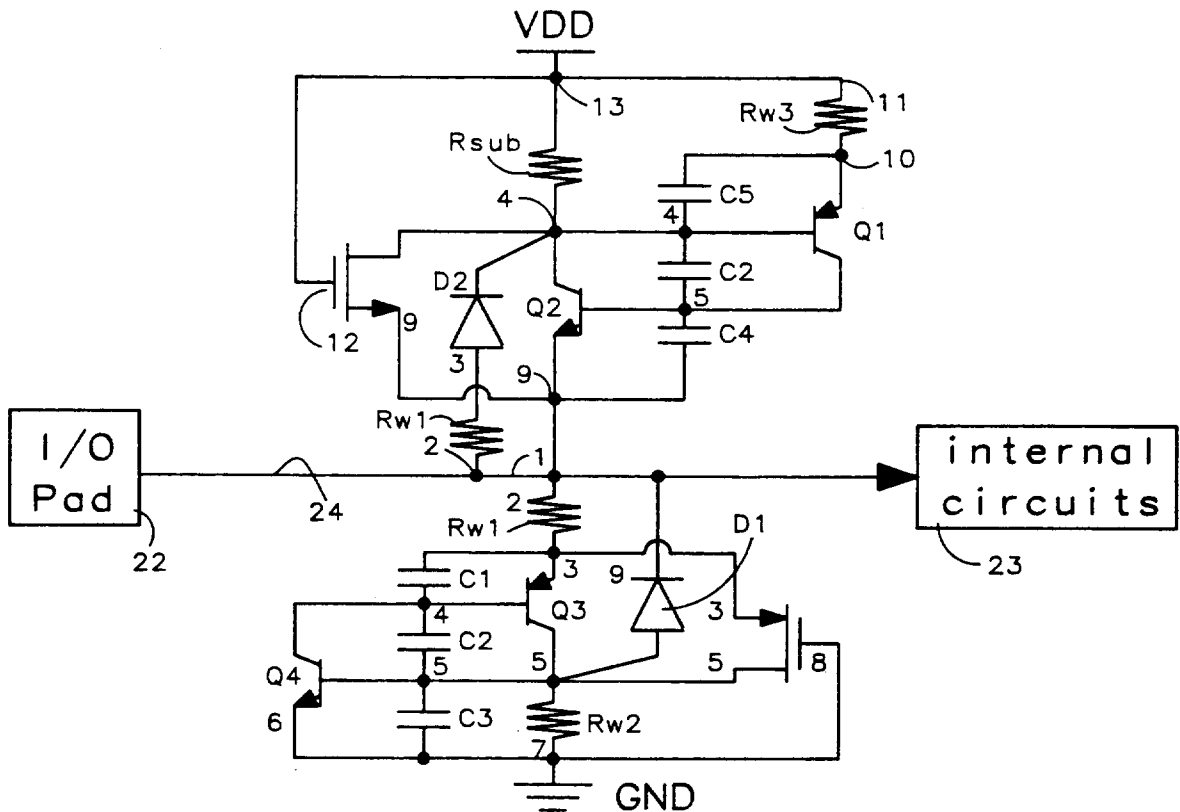 VDD
13
11
Rw3
Rsub
10
4
C5
4
Q1
D2
C2
Q2
5
12
9
C4
3
9
Rw1
I/O
Pad
2
1
internal
circuits
24
2
22
Rw1
D1
23
C1
3
9
3
Q3
4
C2
5
5
5
8
Q4
6
C3
Rw2
7
GND